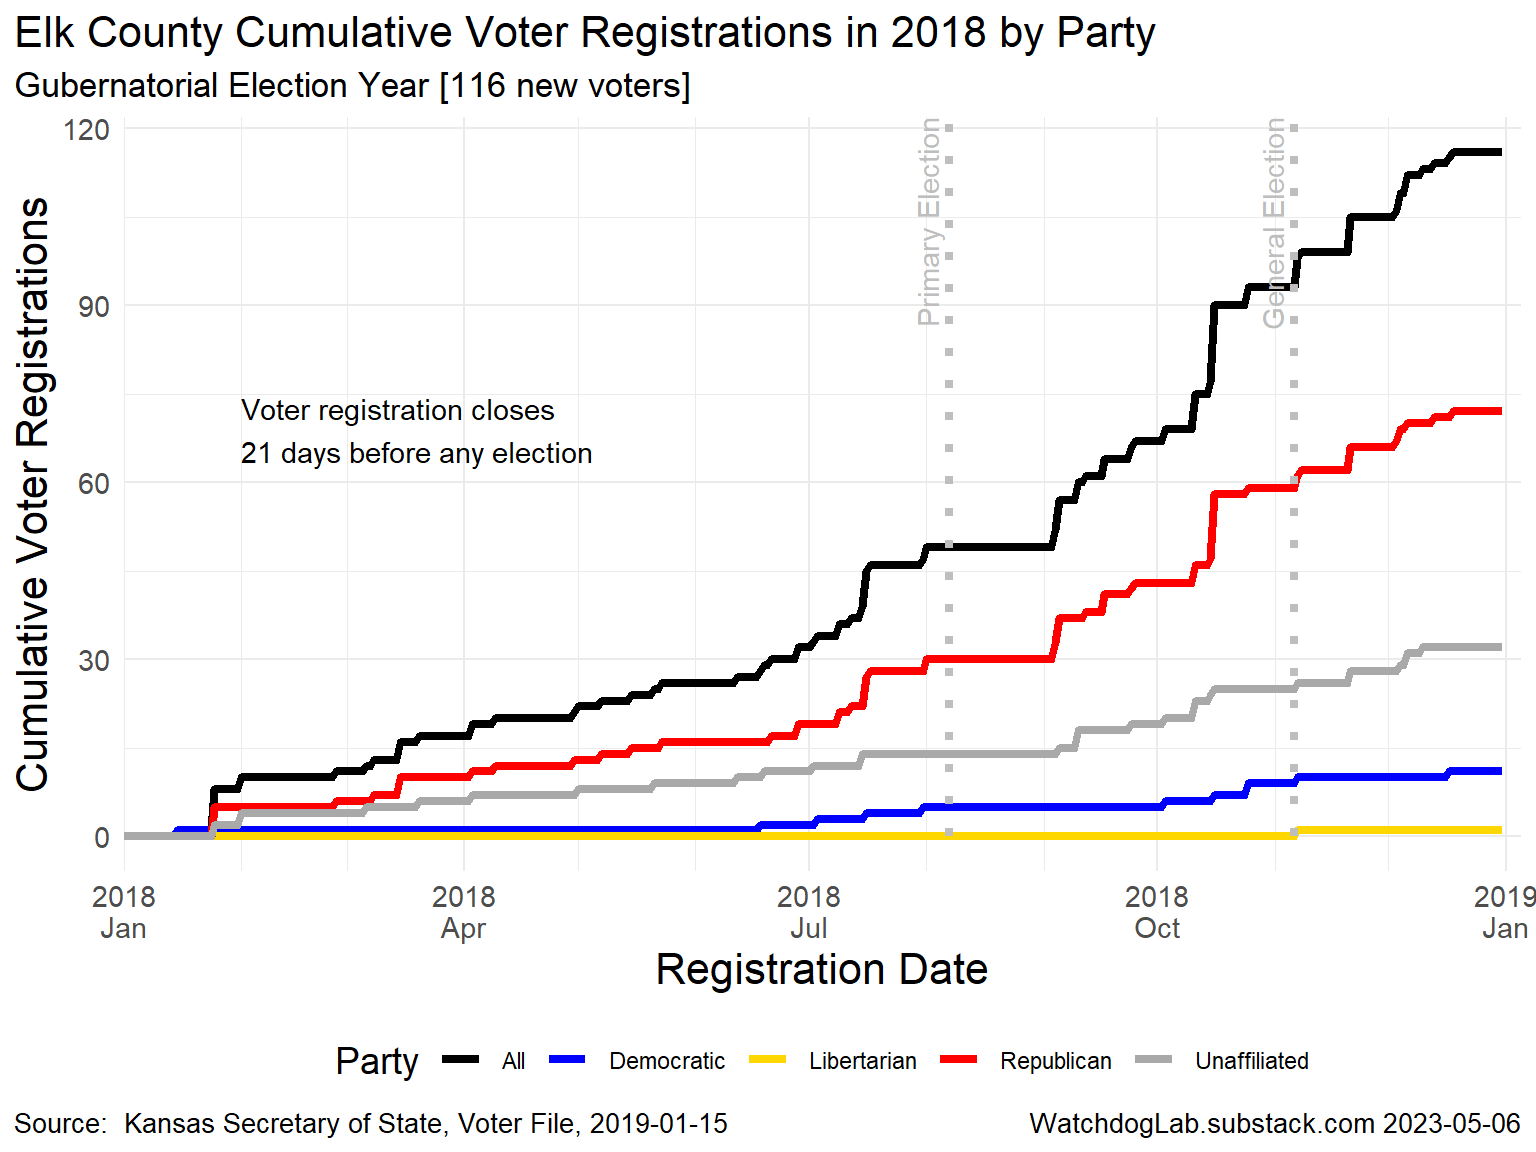 Elk County Cumulative Voter Registrations in 2018 by Party
Gubernatorial Election Year [116 new voters]
Cumulative Voter Registrations
120
90
60
30
0
Primary Election
General Election
Voter registration closes
21 days before any election
2018
Jan
2018
Apr
2018
Jul
2018
Oct
2019
Jan
Registration Date
Party
All
Democratic
Libertarian
Republican
Unaffiliated
Source:  Kansas Secretary of State, Voter File, 2019-01-15
WatchdogLab.substack.com 2023-05-06